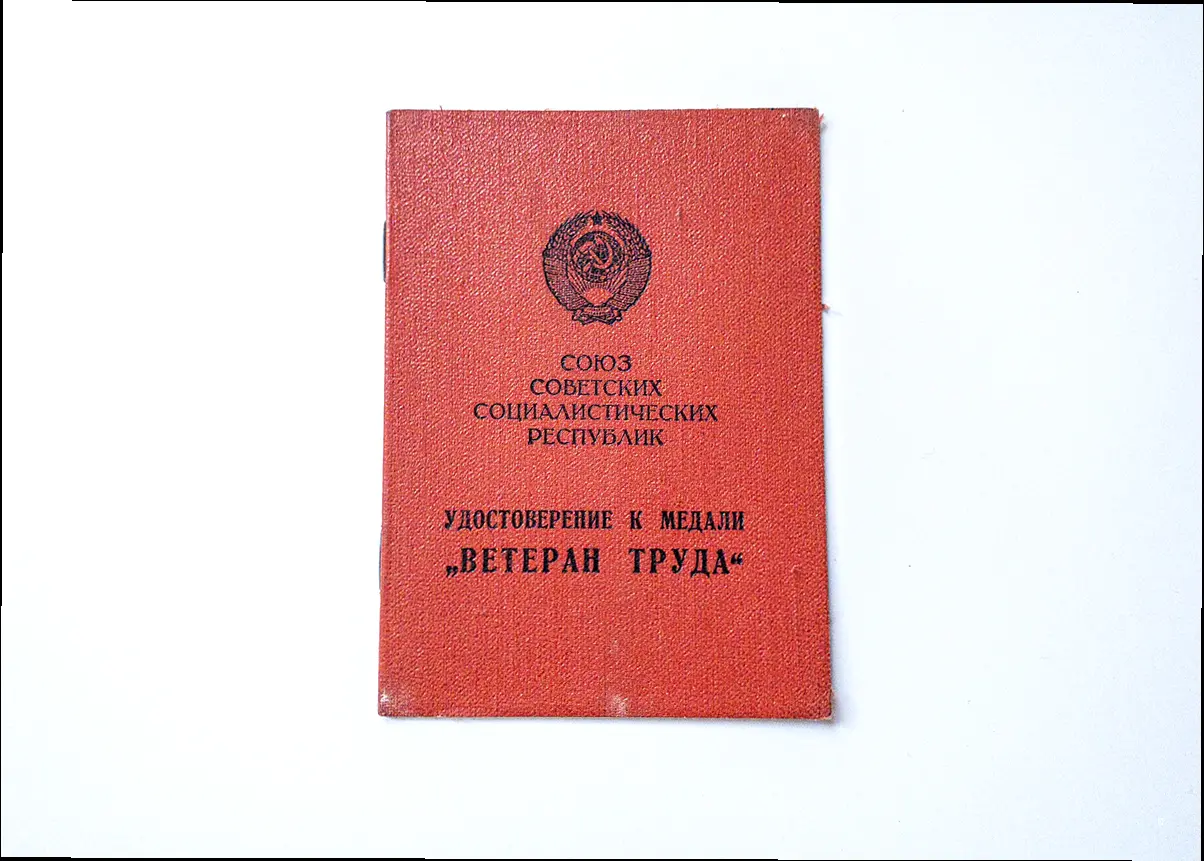 СОЮЗ
СОВЕТСКИХ
СОЦИАЛИСТИЧЕСКИХ
РЕСПУБЛИК
УДОСТОВЕРЕНИЕ К МЕДАЛИ
„ВЕТЕРАН ТРУДА“